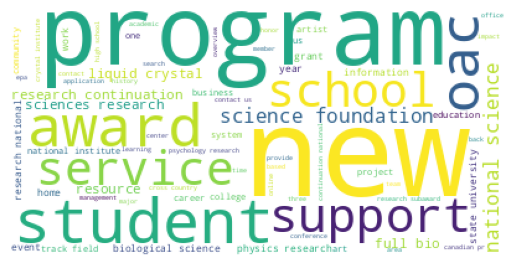 program
new
student
award
service
support
school
oac
science foundation
national science
resource
research continuation
liquid crystal
sciences research
full bio
state university
biological science
physics researchart
national institute
research national
track field
event
home
work
grant
year
information
business
system
career
college
project
education
artist
us
one
community
epa
application
history
academic
high school
crystal institute
search
contact
contact us
overview
member
honor
office
impact
center
learning
psychology research
provide
cross country
management
major
time
three
conference
continuation national
research subaward
area
back
canadian pr